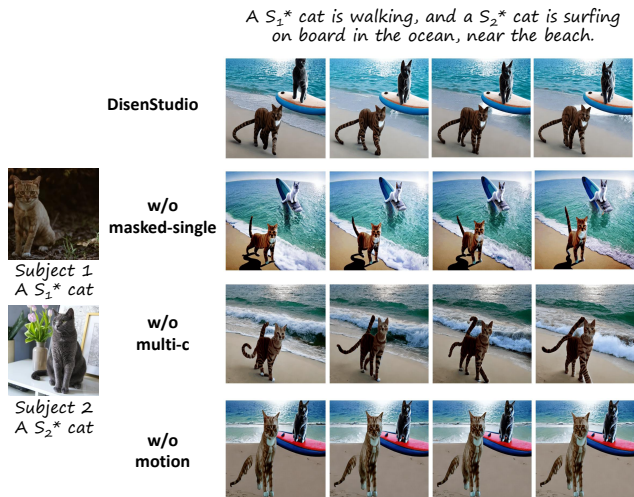 A S₁* cat is walking, and a S₂* cat is surfing
on board in the ocean, near the beach.
DisenStudio
w/o
masked-single
Subject 1
A S₁* cat
w/o
multi-c
Subject 2
A S₂* cat
w/o
motion